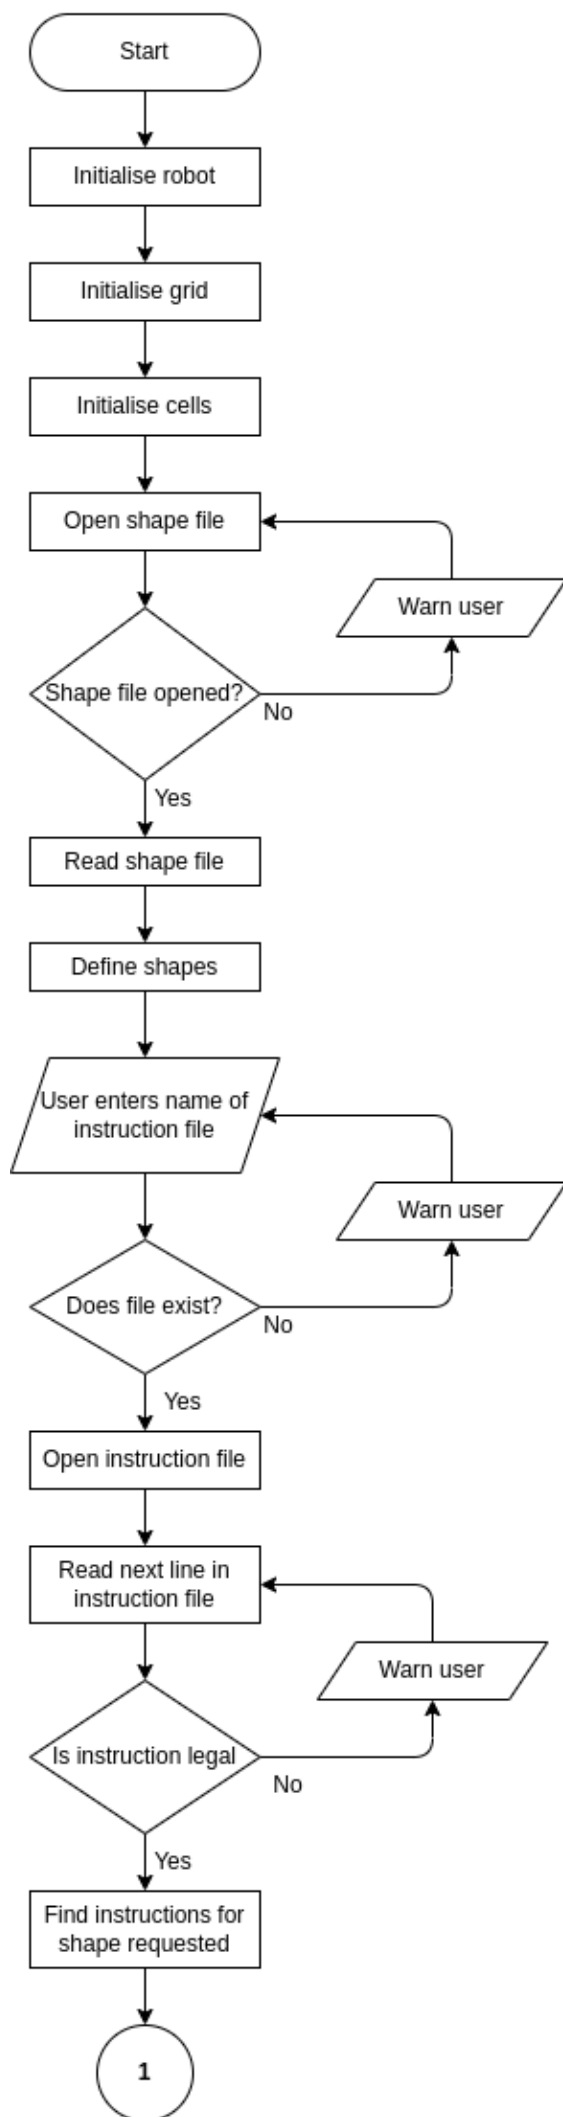 Start
Initialise robot
Initialise grid
Initialise cells
Open shape file
Warn user
Shape file opened?
No
Yes
Read shape file
Define shapes
User enters name of
instruction file
Warn user
Does file exist?
No
Yes
Open instruction file
Read next line in
instruction file
Warn user
Is instruction legal
No
Yes
Find instructions for
shape requested
1